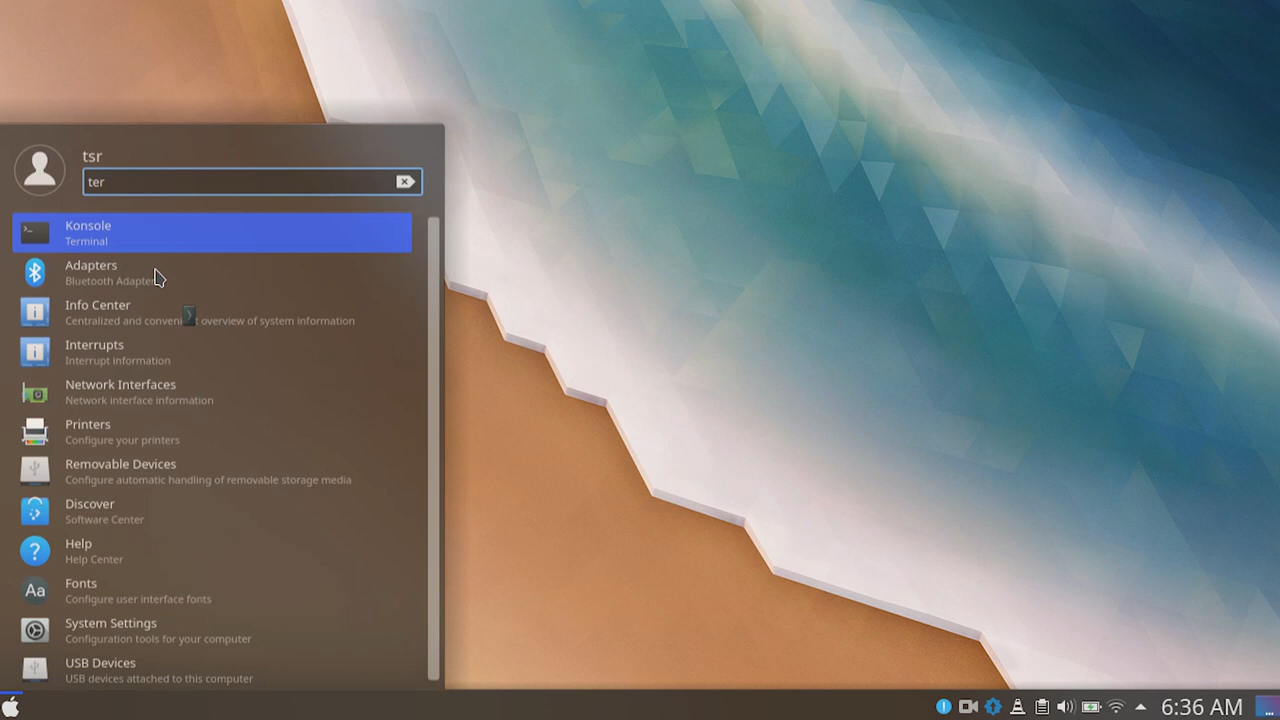 tsr
ter
Konsole
Terminal
Adapters
Bluetooth Adapter
Info Center
Centralized and convenient overview of system information
Interrupts
Interrupt information
Network Interfaces
Network interface information
Printers
Configure your printers
Removable Devices
Configure automatic handling of removable storage media
Discover
Software Center
Help
Help Center
Aa
Fonts
Configure user interface fonts
System Settings
Configuration tools for your computer
USB Devices
USB devices attached to this computer
6:36 AM